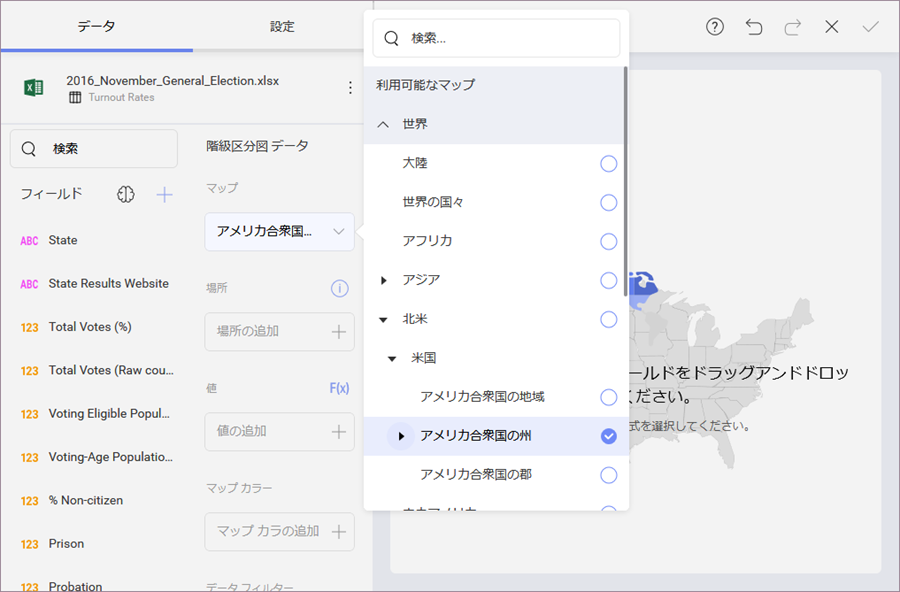 データ
設定
2016_November_General_Election.xlsx
Turnout Rates
検索
フィールド
ABC State
ABC State Results Website
123 Total Votes (%)
123 Total Votes (Raw cou...
123 Voting Eligible Popul...
123 Voting-Age Populatio...
123 % Non-citizen
123 Prison
123 Probation
階級区分図 データ
マップ
アメリカ合衆国...
場所
場所の追加
値
F(x)
値の追加
マップ カラー
マップ カラの追加
データ フィルター
検索...
利用可能なマップ
世界
大陸
世界の国々
アフリカ
アジア
北米
米国
アメリカ合衆国の地域
アメリカ合衆国の州
アメリカ合衆国の郡
ールドをドラッグアンドドロッ
ください。
式を選択してください。